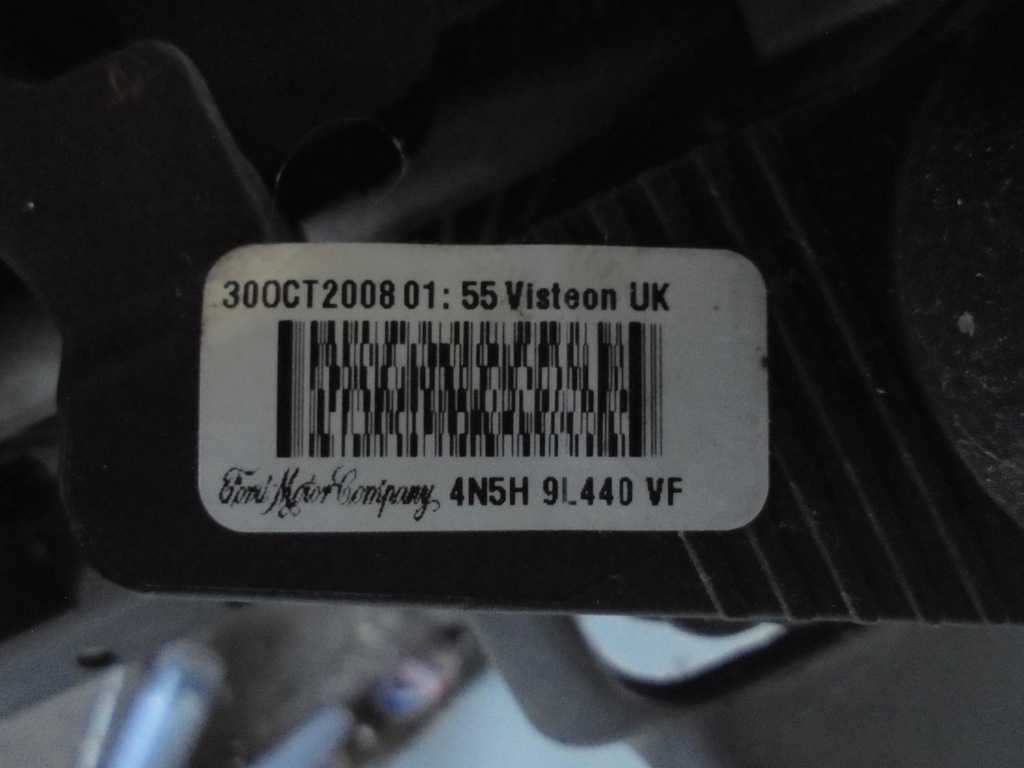 30OCT2008 01: 55 Visteon UK
Ford Motor Company 4N5H 9L440 VF